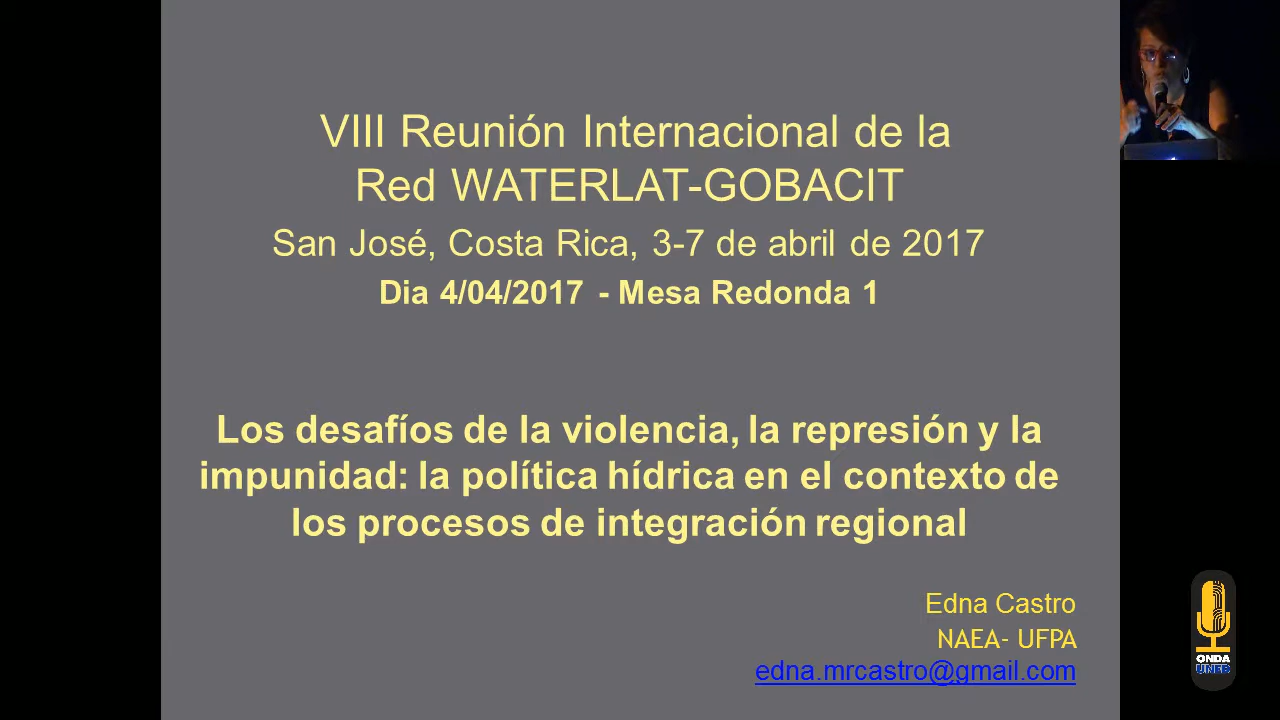 VIII Reunión Internacional de la
Red WATERLAT-GOBACIT
San José, Costa Rica, 3-7 de abril de 2017
Dia 4/04/2017 - Mesa Redonda 1
Los desafíos de la violencia, la represión y la
impunidad: la política hídrica en el contexto de
los procesos de integración regional
Edna Castro
NAEA- UFPA
edna.mrcastro@gmail.com
ONDA
UNED